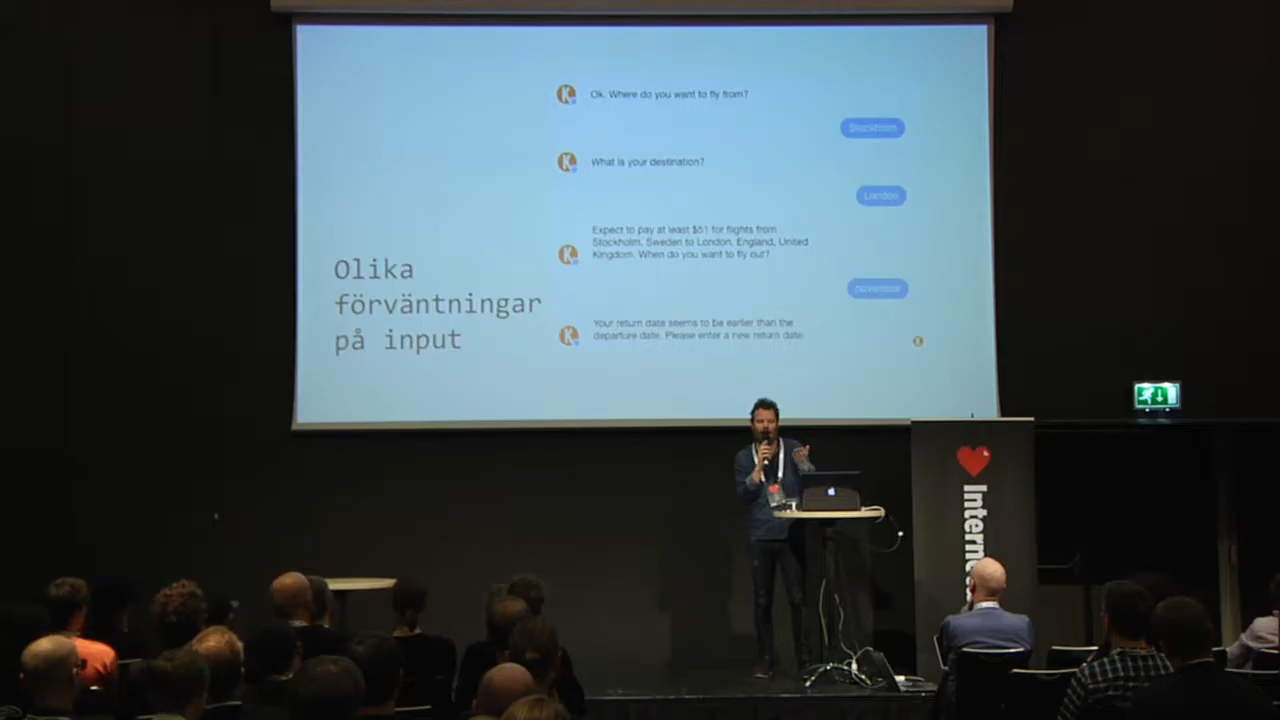 Ok. Where do you want to fly from?
Stockholm
What is your destination?
London
Expect to pay at least $51 for flights from
Stockholm, Sweden to London, England, United
Kingdom. When do you want to fly out?
november
Your return date seems to be earlier than the
departure date. Please enter a new return date.
Olika
förväntningar
på input
Interne